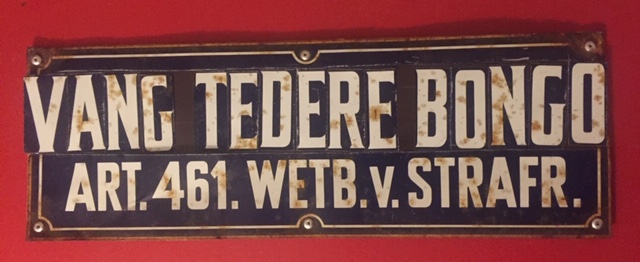 VANG TEDERE BONGO
ART. 461. WETB. v. STRAFR.